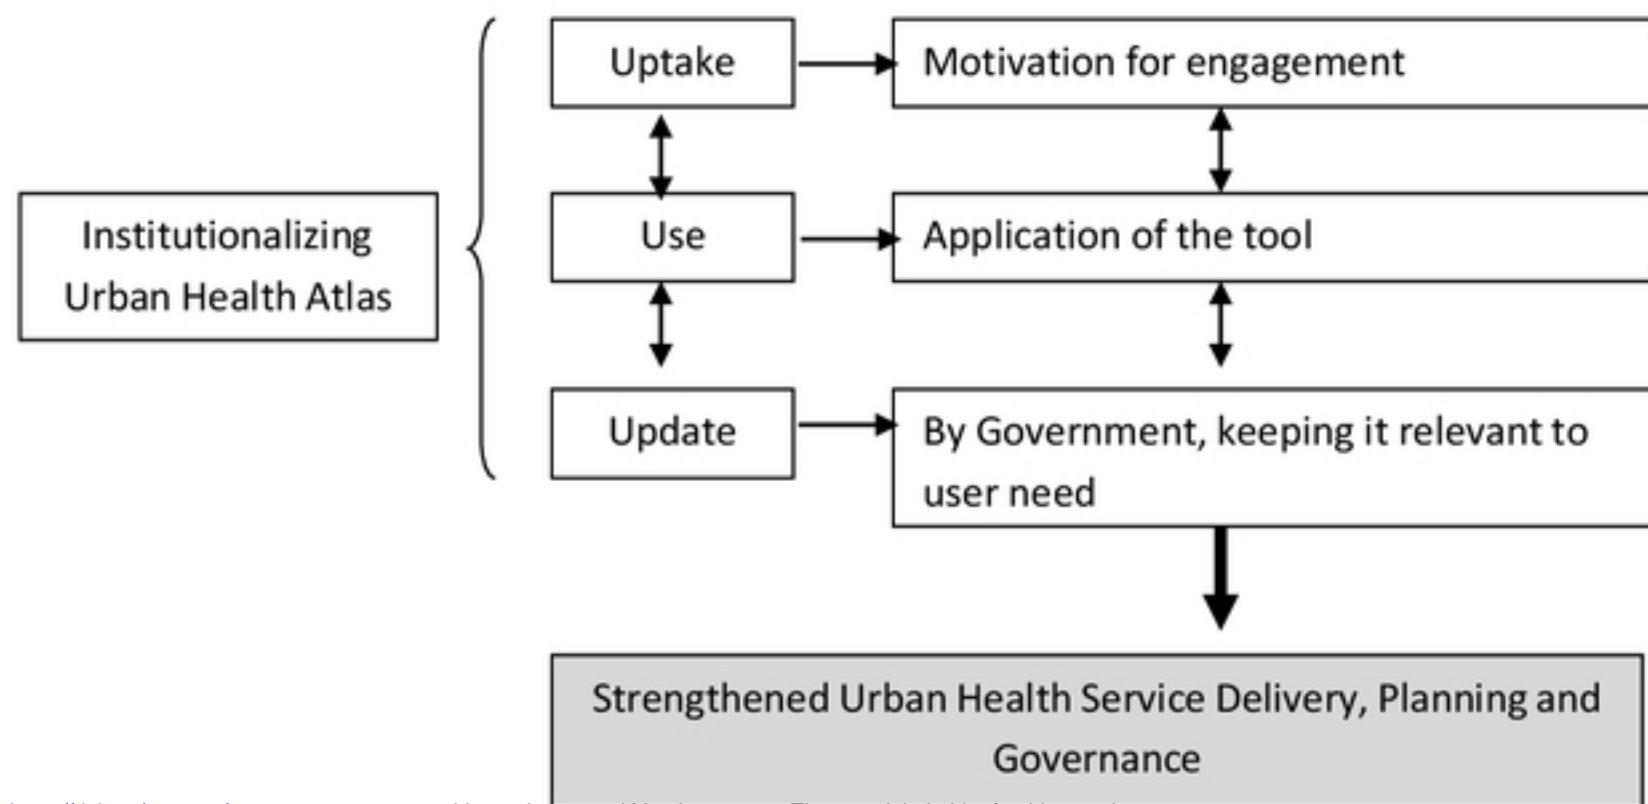 Uptake
Motivation for engagement
Institutionalizing
Urban Health Atlas
Use
Application of the tool
Update
By Government, keeping it relevant to
user need
Strengthened Urban Health Service Delivery, Planning and
Governance